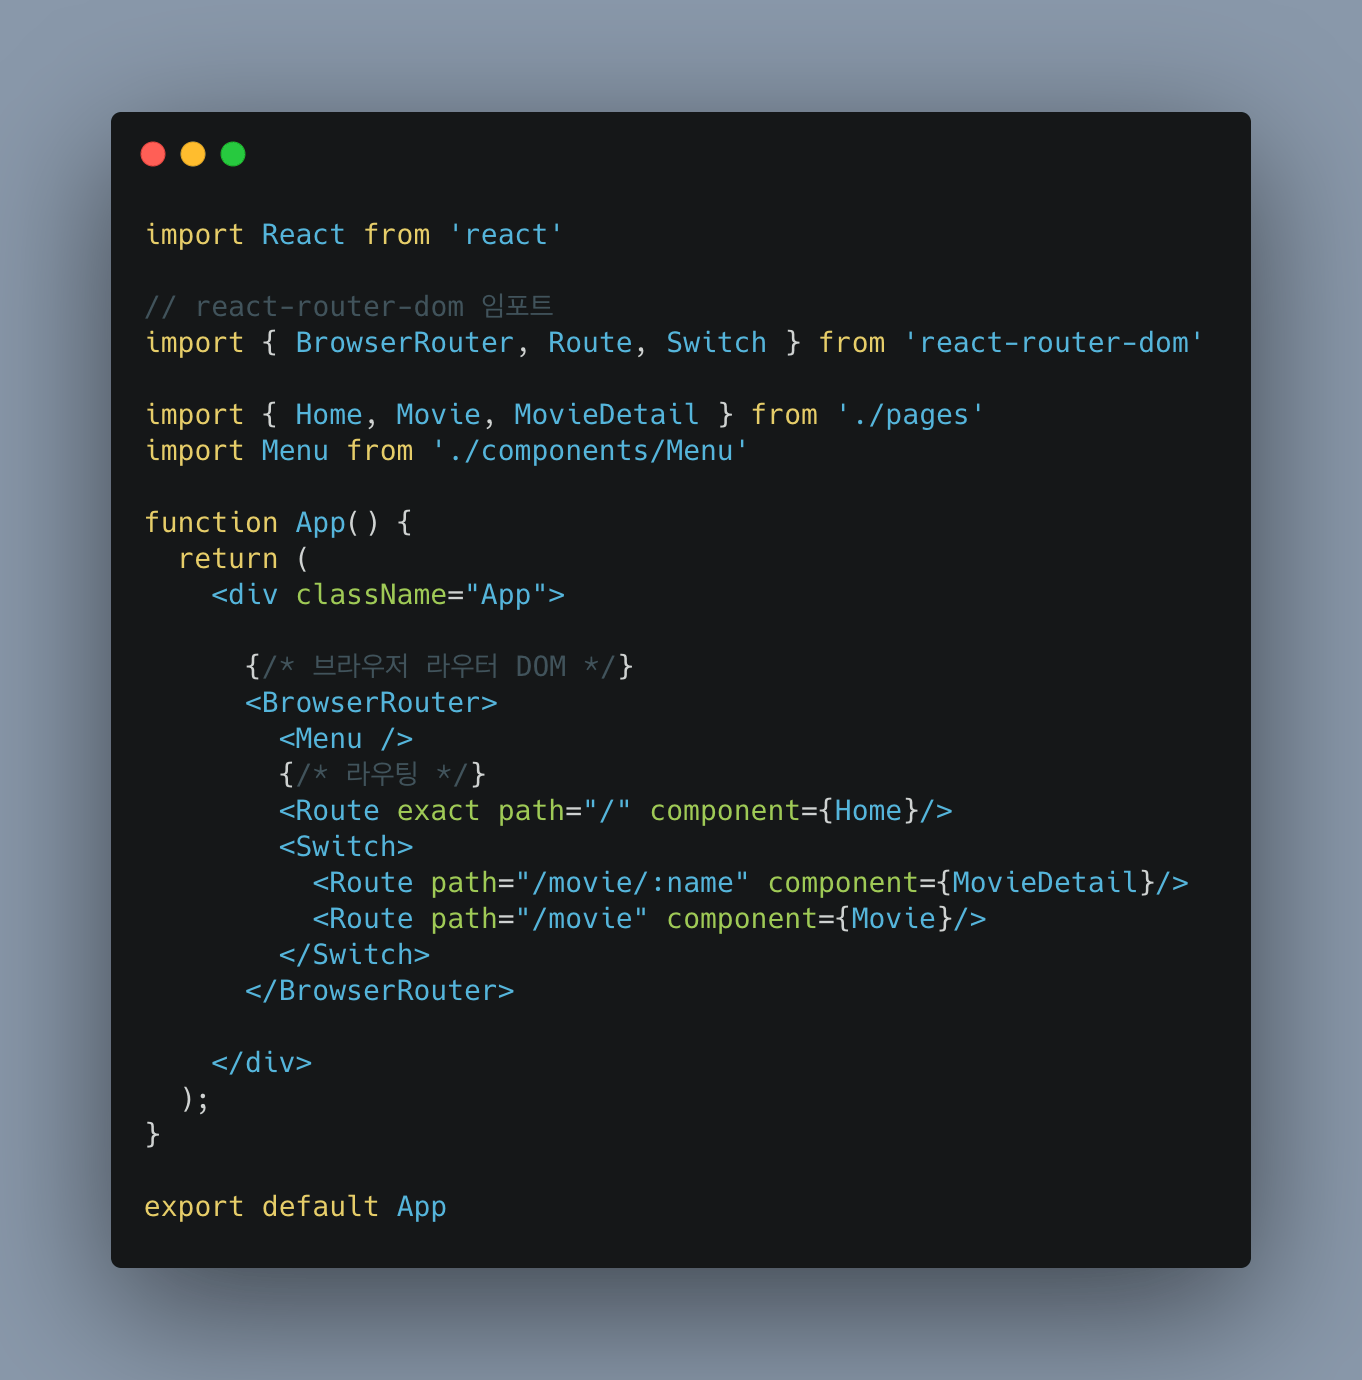 import React from 'react'
// react-router-dom 임포트
import { BrowserRouter, Route, Switch } from 'react-router-dom'
import { Home, Movie, MovieDetail } from './pages'
import Menu from './components/Menu'
function App() {
  return (
    <div className="App">
      {/* 브라우저 라우터 DOM */}
      <BrowserRouter>
        <Menu />
        {/* 라우팅 */}
        <Route exact path="/" component={Home}/>
        <Switch>
          <Route path="/movie/:name" component={MovieDetail}/>
          <Route path="/movie" component={Movie}/>
        </Switch>
      </BrowserRouter>
    </div>
  );
}
export default App